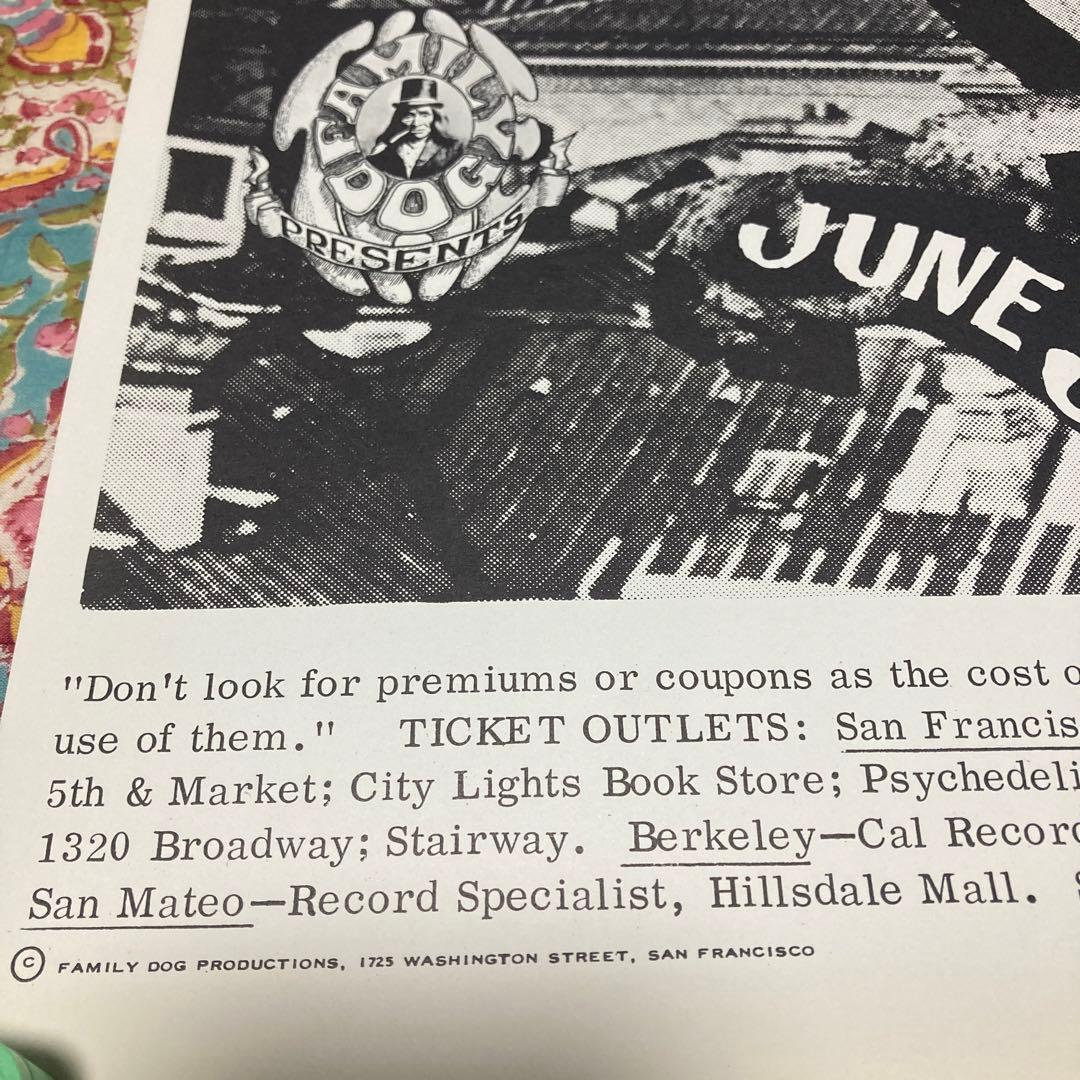 FAMILY
DOG
PRESENTS
JUNE
"Don't look for premiums or coupons as the cost
use of them." TICKET OUTLETS: San Francis
5th & Market; City Lights Book Store; Psychedeli
1320 Broadway; Stairway. Berkeley—Cal Recor
San Mateo—Record Specialist, Hillsdale Mall.
© FAMILY DOG PRODUCTIONS, 1725 WASHINGTON STREET, SAN FRANCISCO